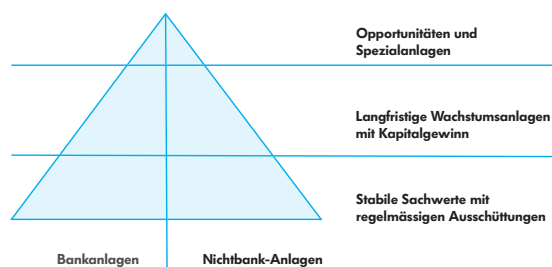 Opportunitäten und
Spezialanlagen
Langfristige Wachstumsanlagen
mit Kapitalgewinn
Stabile Sachwerte mit
regelmässigen Ausschüttungen
Bankanlagen
Nichtbank-Anlagen